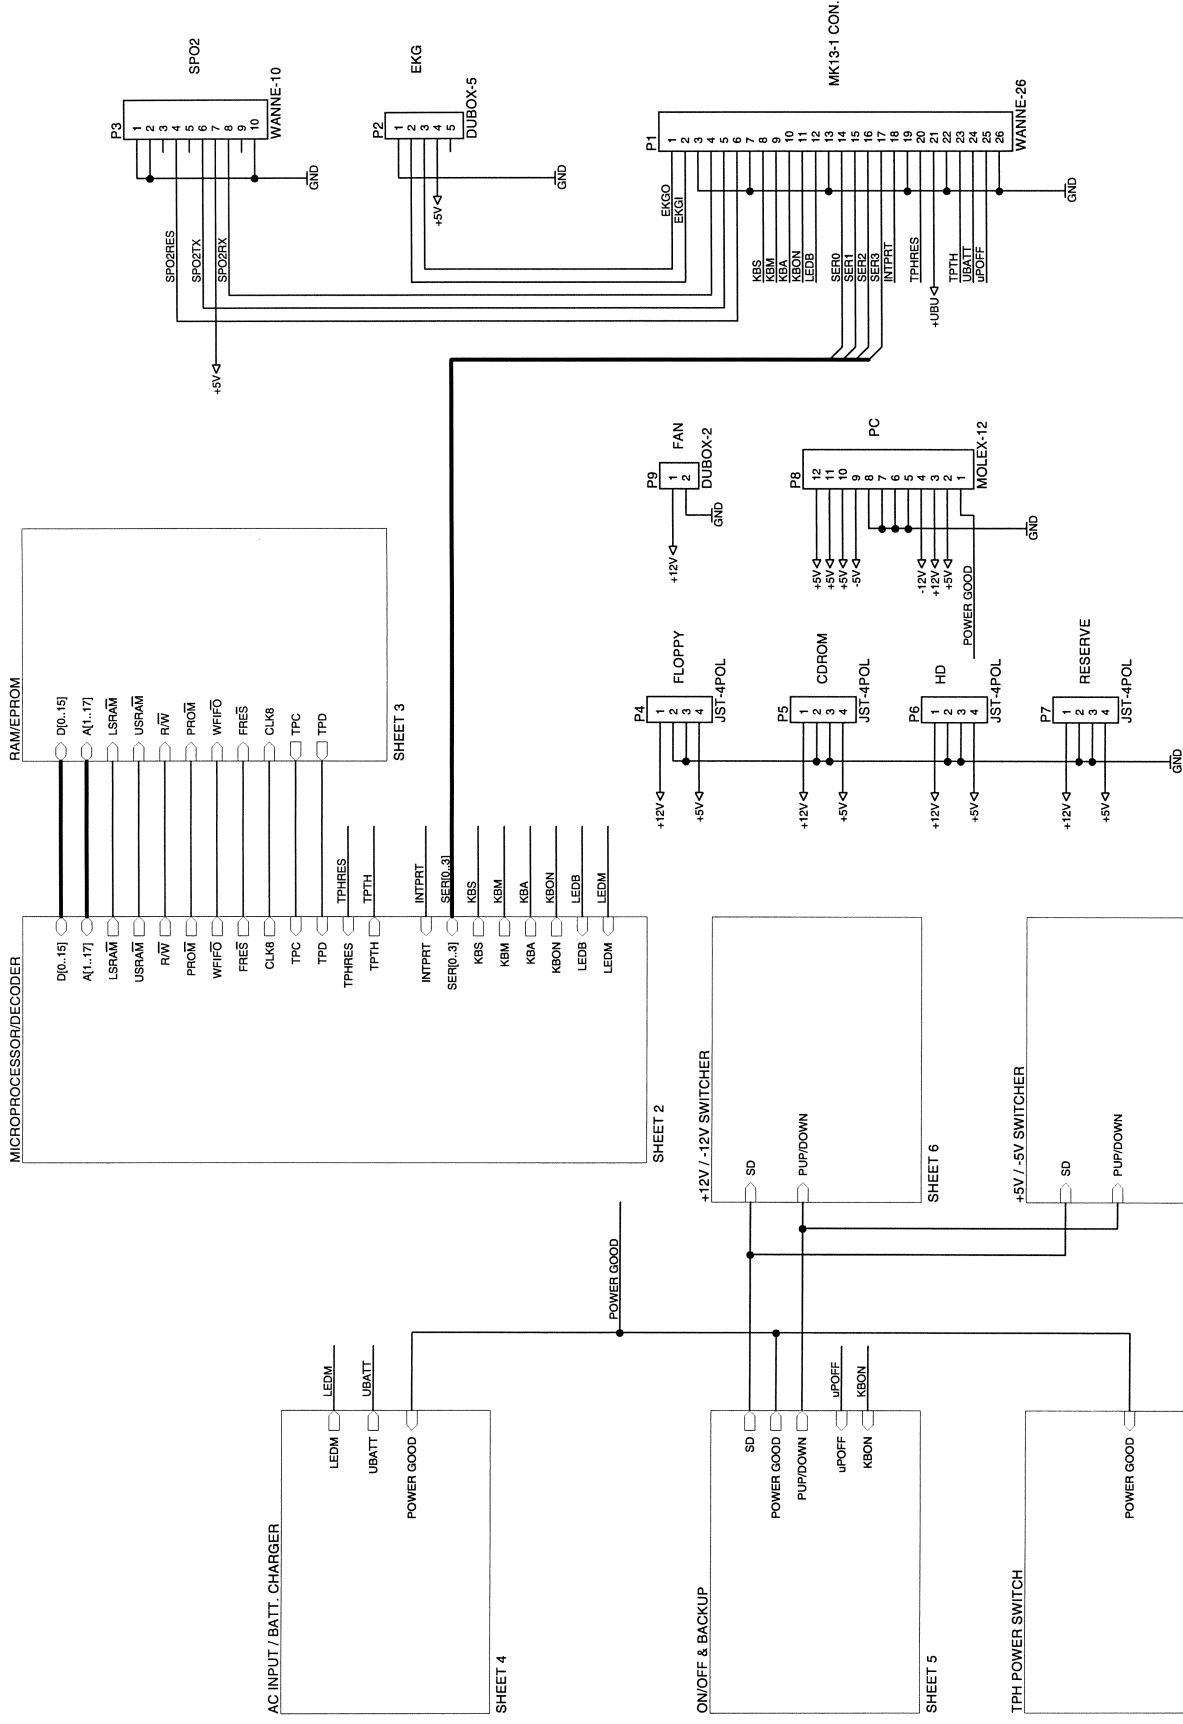 MICROPROCESSOR/DECODER
D[0..15]
A[1..17]
LSRAM
USRAM
R/W
PROM
WFIFO
FRES
CLK8
TPC
TPD
TPHRES
TPTH
INTPRT
SER[0..3]
KBS
KBM
KBA
KBON
LEDB
LEDM
TPHRES
TPTH
INTPRT
SER[0..3]
KBS
KBM
KBA
KBON
LEDB
LEDM
SHEET 2
RAM/EPROM
D[0..15]
A[1..17]
LSRAM
USRAM
R/W
PROM
WFIFO
FRES
CLK8
TPC
TPD
SHEET 3
P3
1
2
3
4
5
6
7
8
9
10
WANNE-10
SPO2
GND
SPO2RES
SPO2TX
SPO2RX
+5V
P2
1
2
3
4
5
DUBOX-5
EKG
+5V
GND
P1
1
2
3
4
5
6
7
8
9
10
11
12
13
14
15
16
17
18
19
20
21
22
23
24
25
26
WANNE-26
MK13-1 CON.
EKGO
EKGI
KBS
KBM
KBA
KBON
LEDB
SER0
SER1
SER2
SER3
INTPRT
TPHRES
+UBU
TPTH
UBATT
uPOFF
GND
AC INPUT / BATT. CHARGER
LEDM
UBATT
POWER GOOD
LEDM
UBATT
SHEET 4
POWER GOOD
ON/OFF & BACKUP
SD
POWER GOOD
PUP/DOWN
uPOFF
KBON
uPOFF
KBON
SHEET 5
TPH POWER SWITCH
POWER GOOD
+12V / -12V SWITCHER
SD
PUP/DOWN
SHEET 6
+5V / -5V SWITCHER
SD
PUP/DOWN
P4
1
2
3
4
JST-4POL
FLOPPY
+12V
+5V
P5
1
2
3
4
JST-4POL
CDROM
+12V
+5V
P6
1
2
3
4
JST-4POL
HD
+12V
+5V
P7
1
2
3
4
JST-4POL
RESERVE
+12V
+5V
GND
P9
1
2
DUBOX-2
FAN
+12V
GND
P8
12
11
10
9
8
7
6
5
4
3
2
1
MOLEX-12
PC
+5V
+5V
+5V
-5V
-12V
+12V
+5V
POWER GOOD
GND